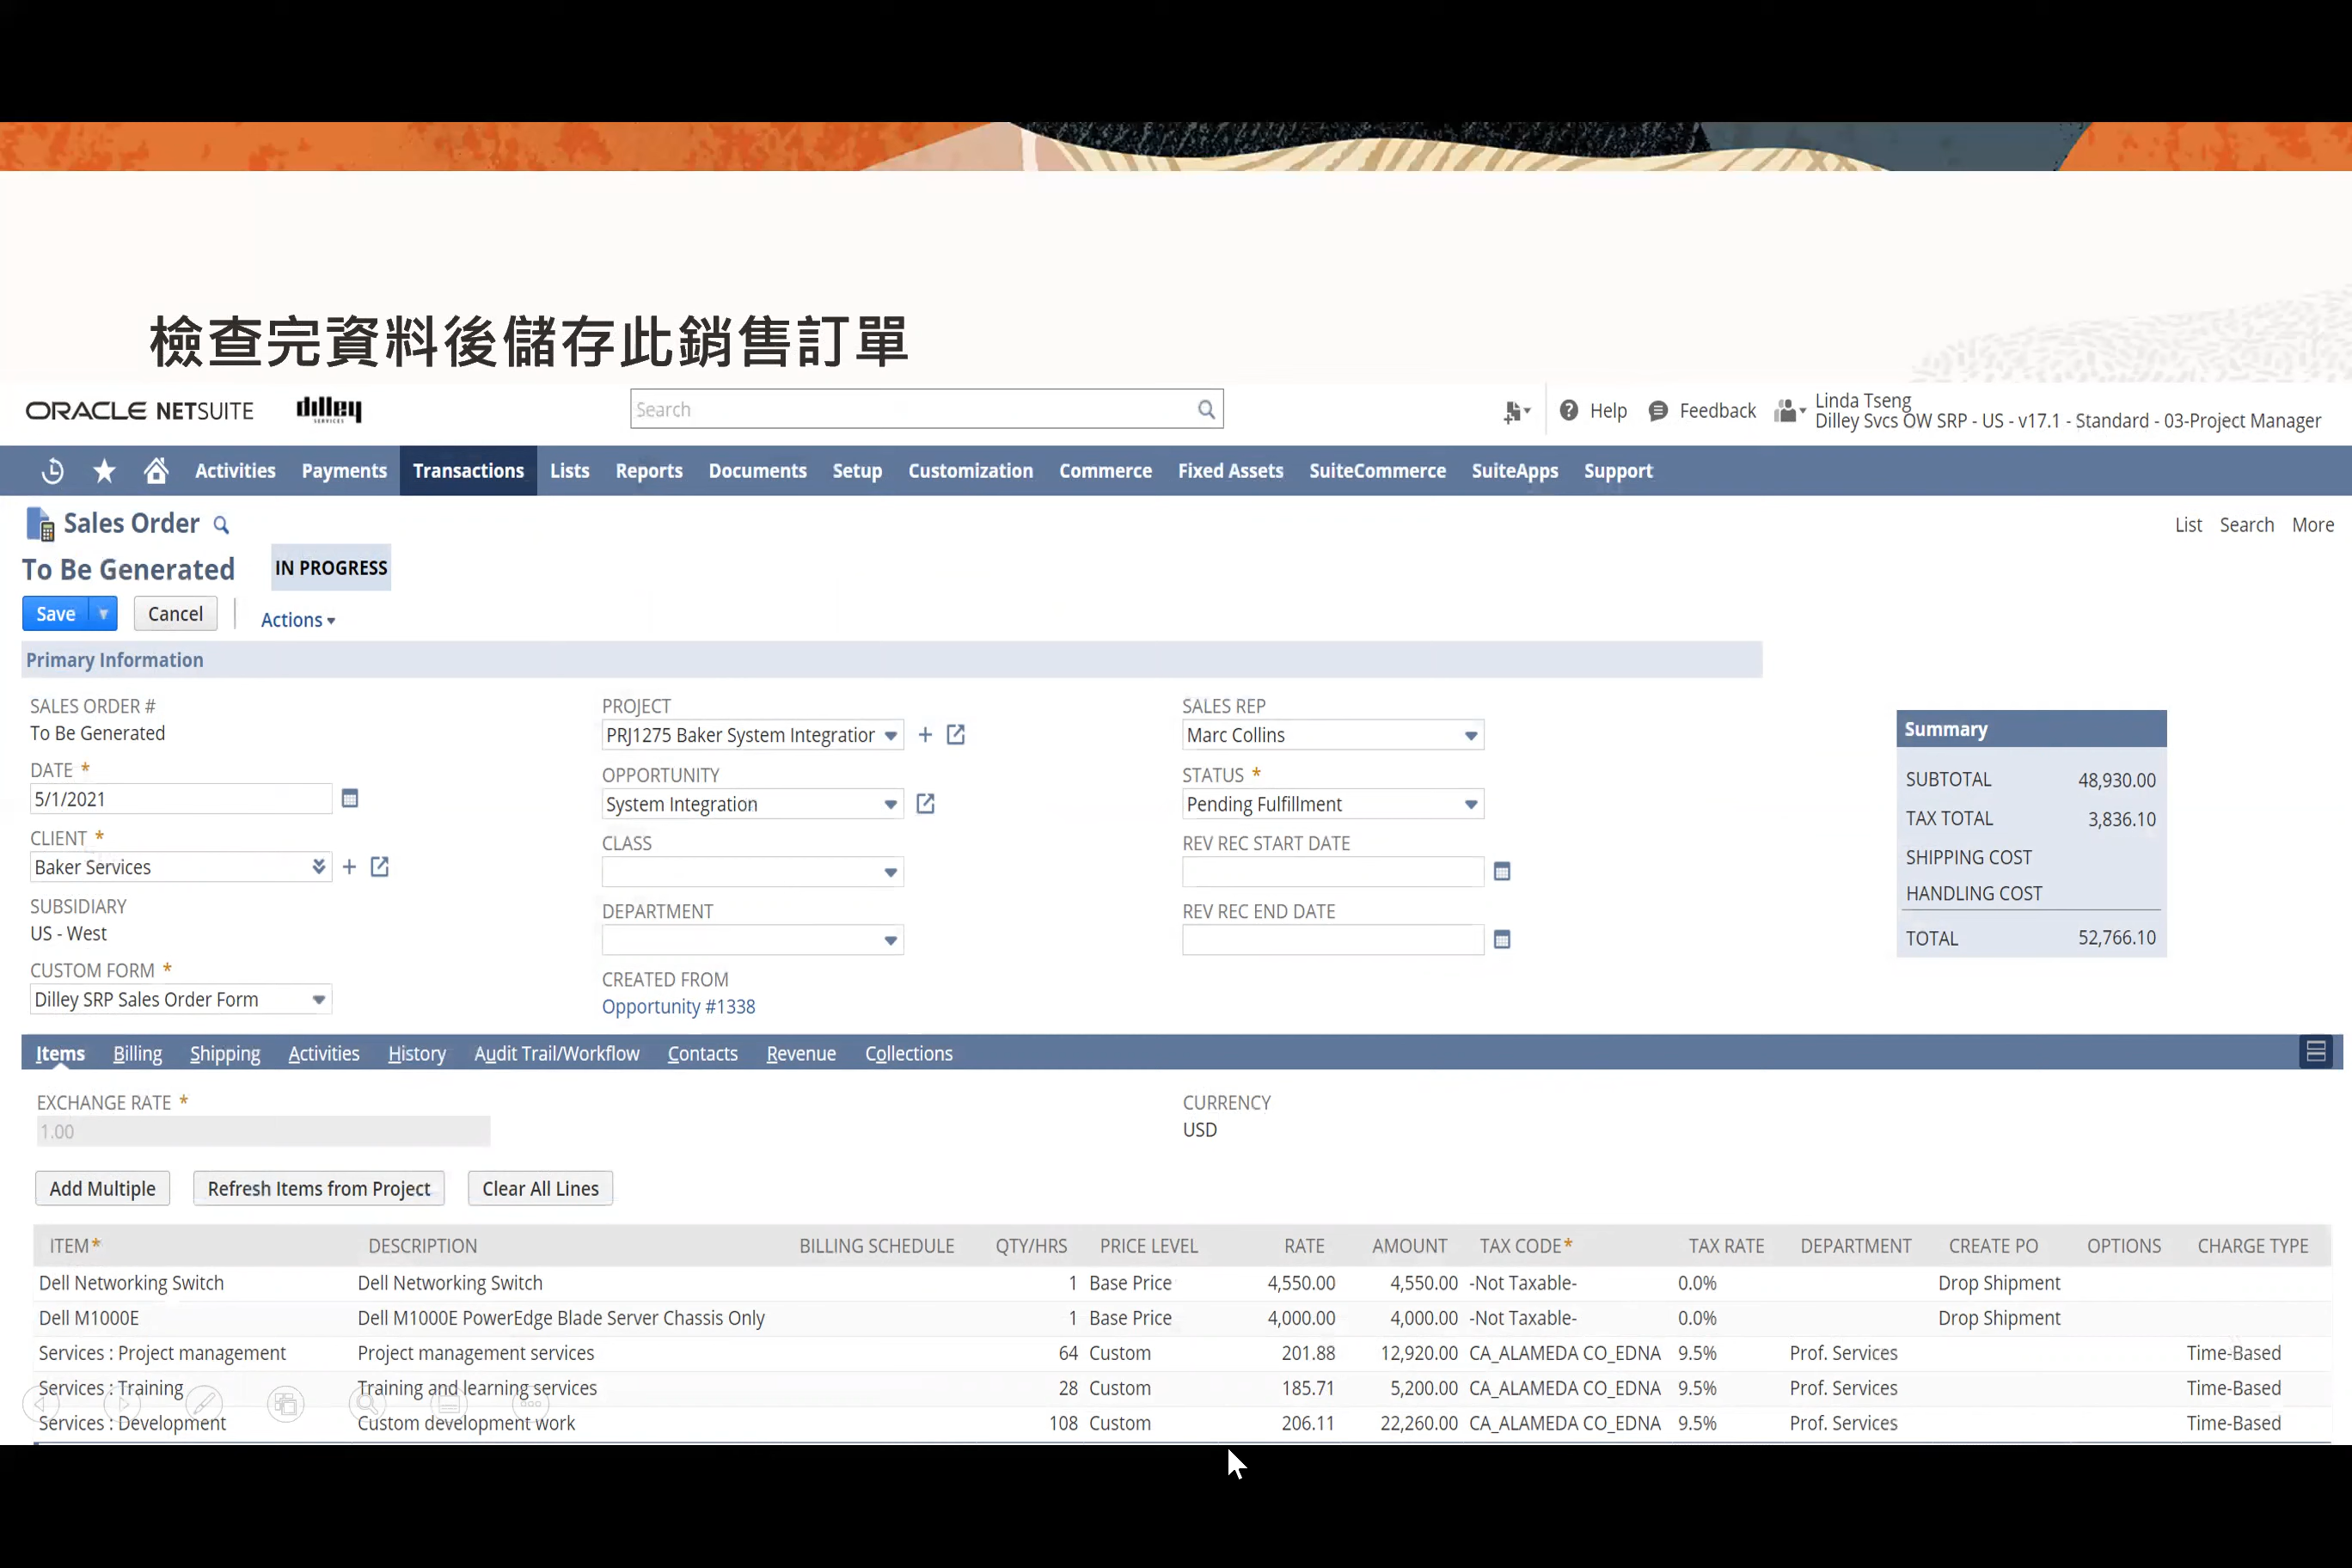 檢查完資料後儲存此銷售訂單
ORACLE NETSUITE
dilley
SERVICES
Search
Help
Feedback
Linda Tseng
Dilley Svcs OW SRP - US - v17.1 - Standard - 03-Project Manager
Activities Payments Transactions Lists Reports Documents Setup Customization Commerce Fixed Assets SuiteCommerce SuiteApps Support
Sales Order
List Search More
To Be Generated IN PROGRESS
Save Cancel Actions
Primary Information
SALES ORDER #
To Be Generated
DATE *
5/1/2021
CLIENT *
Baker Services
SUBSIDIARY
US - West
CUSTOM FORM *
Dilley SRP Sales Order Form
PROJECT
PRJ1275 Baker System Integration
OPPORTUNITY
System Integration
CLASS
DEPARTMENT
CREATED FROM
Opportunity #1338
SALES REP
Marc Collins
STATUS *
Pending Fulfillment
REV REC START DATE
REV REC END DATE
Summary
SUBTOTAL 48,930.00
TAX TOTAL 3,836.10
SHIPPING COST
HANDLING COST
TOTAL 52,766.10
Items Billing Shipping Activities History Audit Trail/Workflow Contacts Revenue Collections
EXCHANGE RATE *
1.00
CURRENCY
USD
Add Multiple Refresh Items from Project Clear All Lines
ITEM* DESCRIPTION BILLING SCHEDULE QTY/HRS PRICE LEVEL RATE AMOUNT TAX CODE* TAX RATE DEPARTMENT CREATE PO OPTIONS CHARGE TYPE
Dell Networking Switch Dell Networking Switch 1 Base Price 4,550.00 4,550.00 -Not Taxable- 0.0% Drop Shipment
Dell M1000E Dell M1000E PowerEdge Blade Server Chassis Only 1 Base Price 4,000.00 4,000.00 -Not Taxable- 0.0% Drop Shipment
Services : Project management Project management services 64 Custom 201.88 12,920.00 CA_ALAMEDA CO_EDNA 9.5% Prof. Services Time-Based
Services : Training Training and learning services 28 Custom 185.71 5,200.00 CA_ALAMEDA CO_EDNA 9.5% Prof. Services Time-Based
Services : Development Custom development work 108 Custom 206.11 22,260.00 CA_ALAMEDA CO_EDNA 9.5% Prof. Services Time-Based